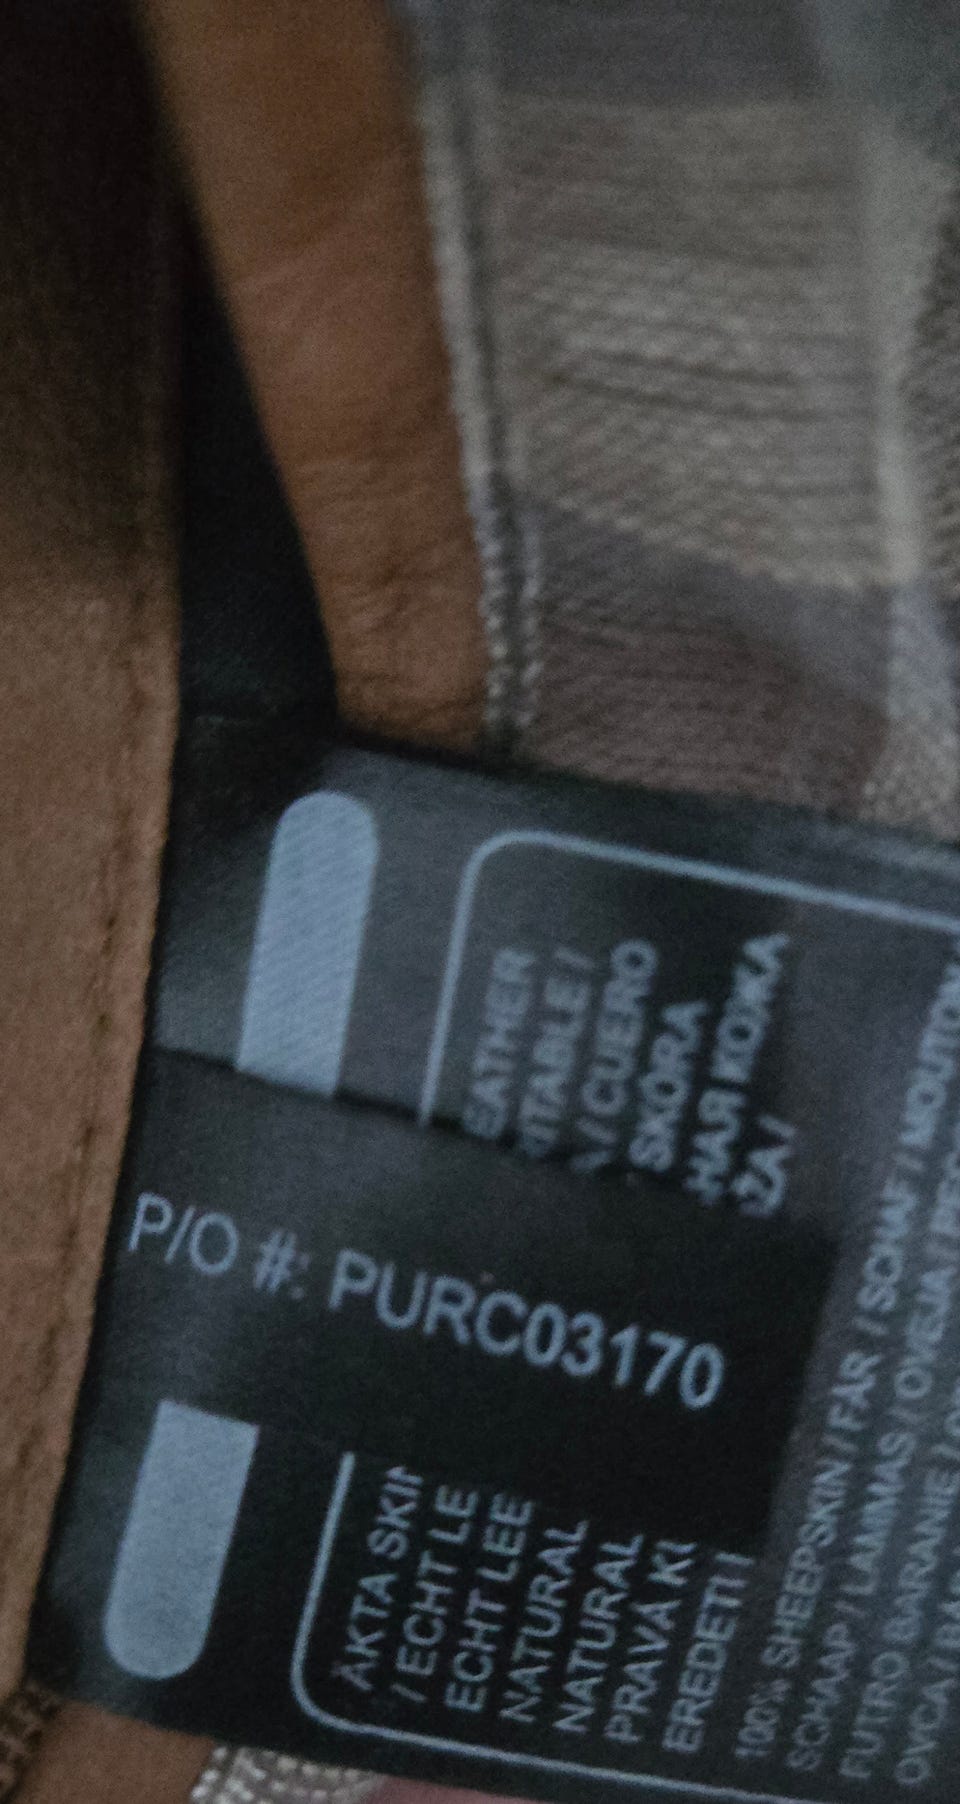 P/O #: PURC03170
ÄKTA SKI EATHER
/ ECHT LE ITABLE /
ECHT LEE / CUERO
NATURAL SKÓRA
NATURAL НАЯ КОЖА
PRAVÁ ŽA /
EREDETI
100% SHEEPSKIN / FÅR / SCHAF / MOUTON
SCHAAP / LAMMAS / OVEJA /
FUTRO BARANIE /
OVCA